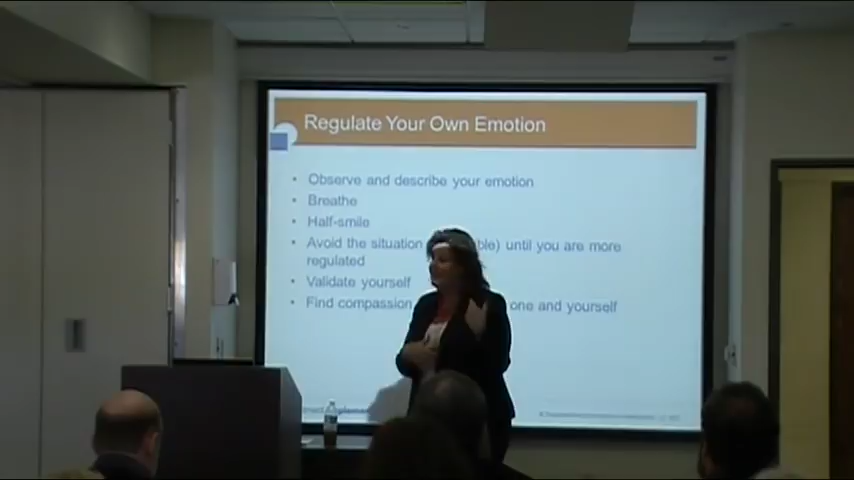 Regulate Your Own Emotion
• Observe and describe your emotion
• Breathe
• Half-smile
• Avoid the situation ble) until you are more
regulated
• Validate yourself
• Find compassion one and yourself